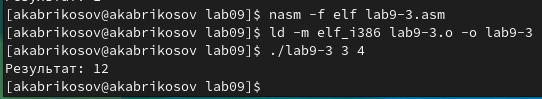 [akabrikosov@akabrikosov lab09]$ nasm -f elf lab9-3.asm
[akabrikosov@akabrikosov lab09]$ ld -m elf_i386 lab9-3.o -o lab9-3
[akabrikosov@akabrikosov lab09]$ ./lab9-3 3 4
Результат: 12
[akabrikosov@akabrikosov lab09]$